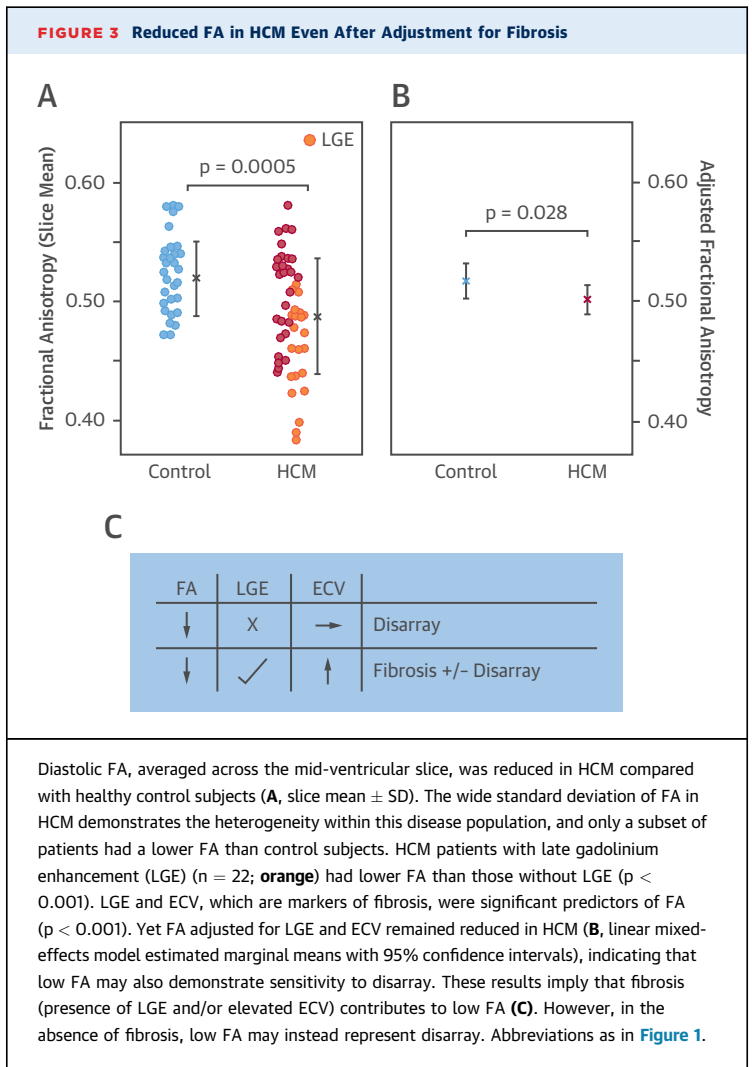 FIGURE 3 Reduced FA in HCM Even After Adjustment for Fibrosis
A
Fractional Anisotropy (Slice Mean)
0.60
0.50
0.40
LGE
p = 0.0005
Control HCM
B
p = 0.028
Control HCM
0.60
0.50
0.40
Adjusted Fractional Anisotropy
C
FA LGE ECV
↓ X → Disarray
↓ ✓ ↑ Fibrosis +/− Disarray
Diastolic FA, averaged across the mid-ventricular slice, was reduced in HCM compared
with healthy control subjects (A, slice mean ± SD). The wide standard deviation of FA in
HCM demonstrates the heterogeneity within this disease population, and only a subset of
patients had a lower FA than control subjects. HCM patients with late gadolinium
enhancement (LGE) (n = 22; orange) had lower FA than those without LGE (p <
0.001). LGE and ECV, which are markers of fibrosis, were significant predictors of FA
(p < 0.001). Yet FA adjusted for LGE and ECV remained reduced in HCM (B, linear mixed-
effects model estimated marginal means with 95% confidence intervals), indicating that
low FA may also demonstrate sensitivity to disarray. These results imply that fibrosis
(presence of LGE and/or elevated ECV) contributes to low FA (C). However, in the
absence of fibrosis, low FA may instead represent disarray. Abbreviations as in Figure 1.